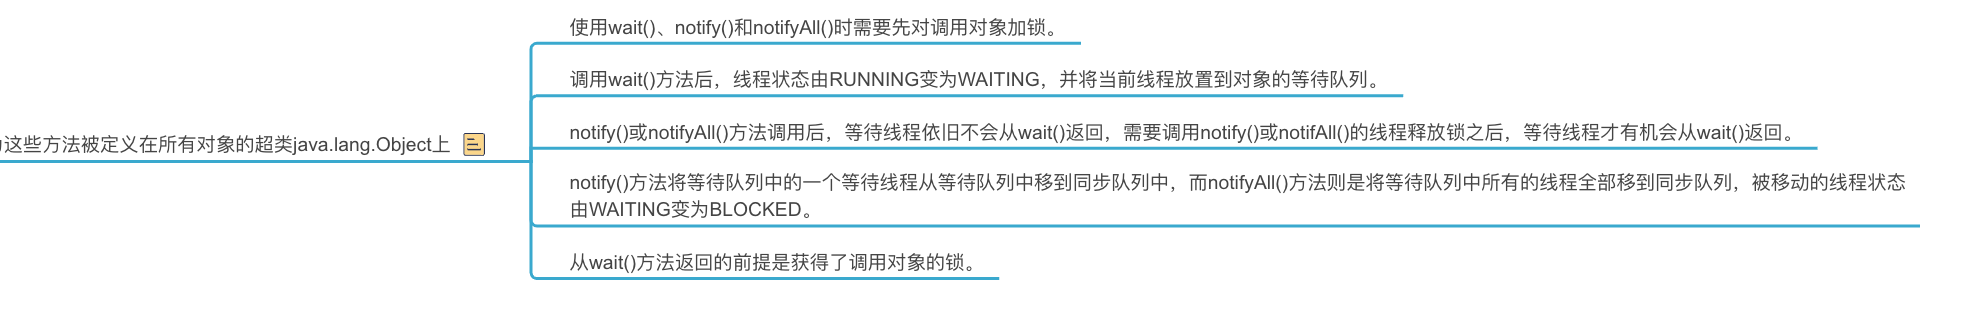 使用wait()、notify()和notifyAll()时需要先对调用对象加锁。
调用wait()方法后，线程状态由RUNNING变为WAITING，并将当前线程放置到对象的等待队列。
notify()或notifyAll()方法调用后，等待线程依旧不会从wait()返回，需要调用notify()或notifAll()的线程释放锁之后，等待线程才有机会从wait()返回。
这些方法被定义在所有对象的超类java.lang.Object上
notify()方法将等待队列中的一个等待线程从等待队列中移到同步队列中，而notifyAll()方法则是将等待队列中所有的线程全部移到同步队列，被移动的线程状态
由WAITING变为BLOCKED。
从wait()方法返回的前提是获得了调用对象的锁。